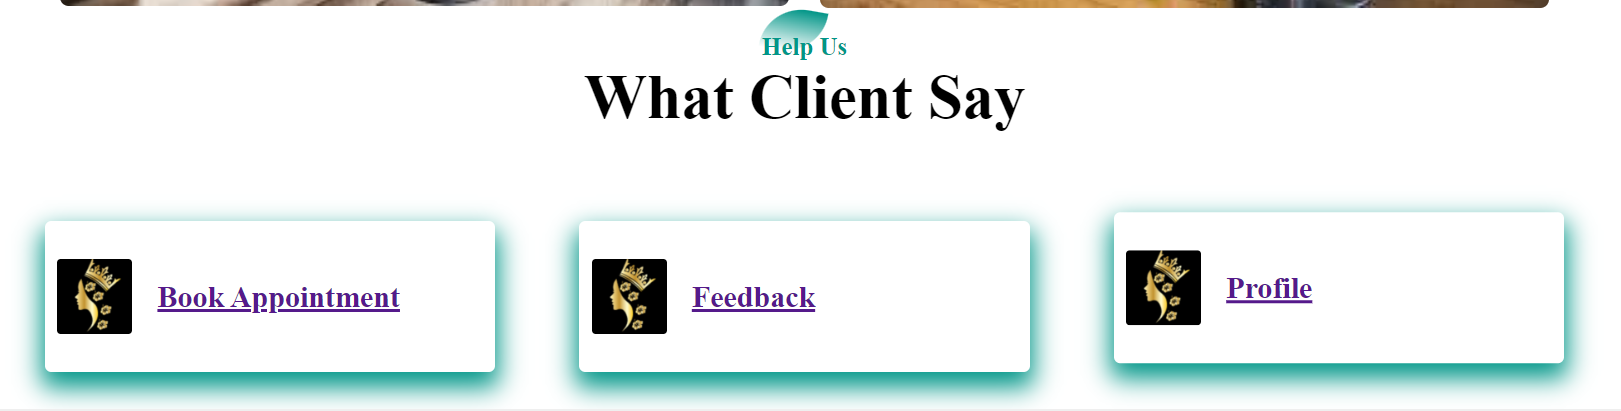 Help Us
What Client Say
Book Appointment
Feedback
Profile